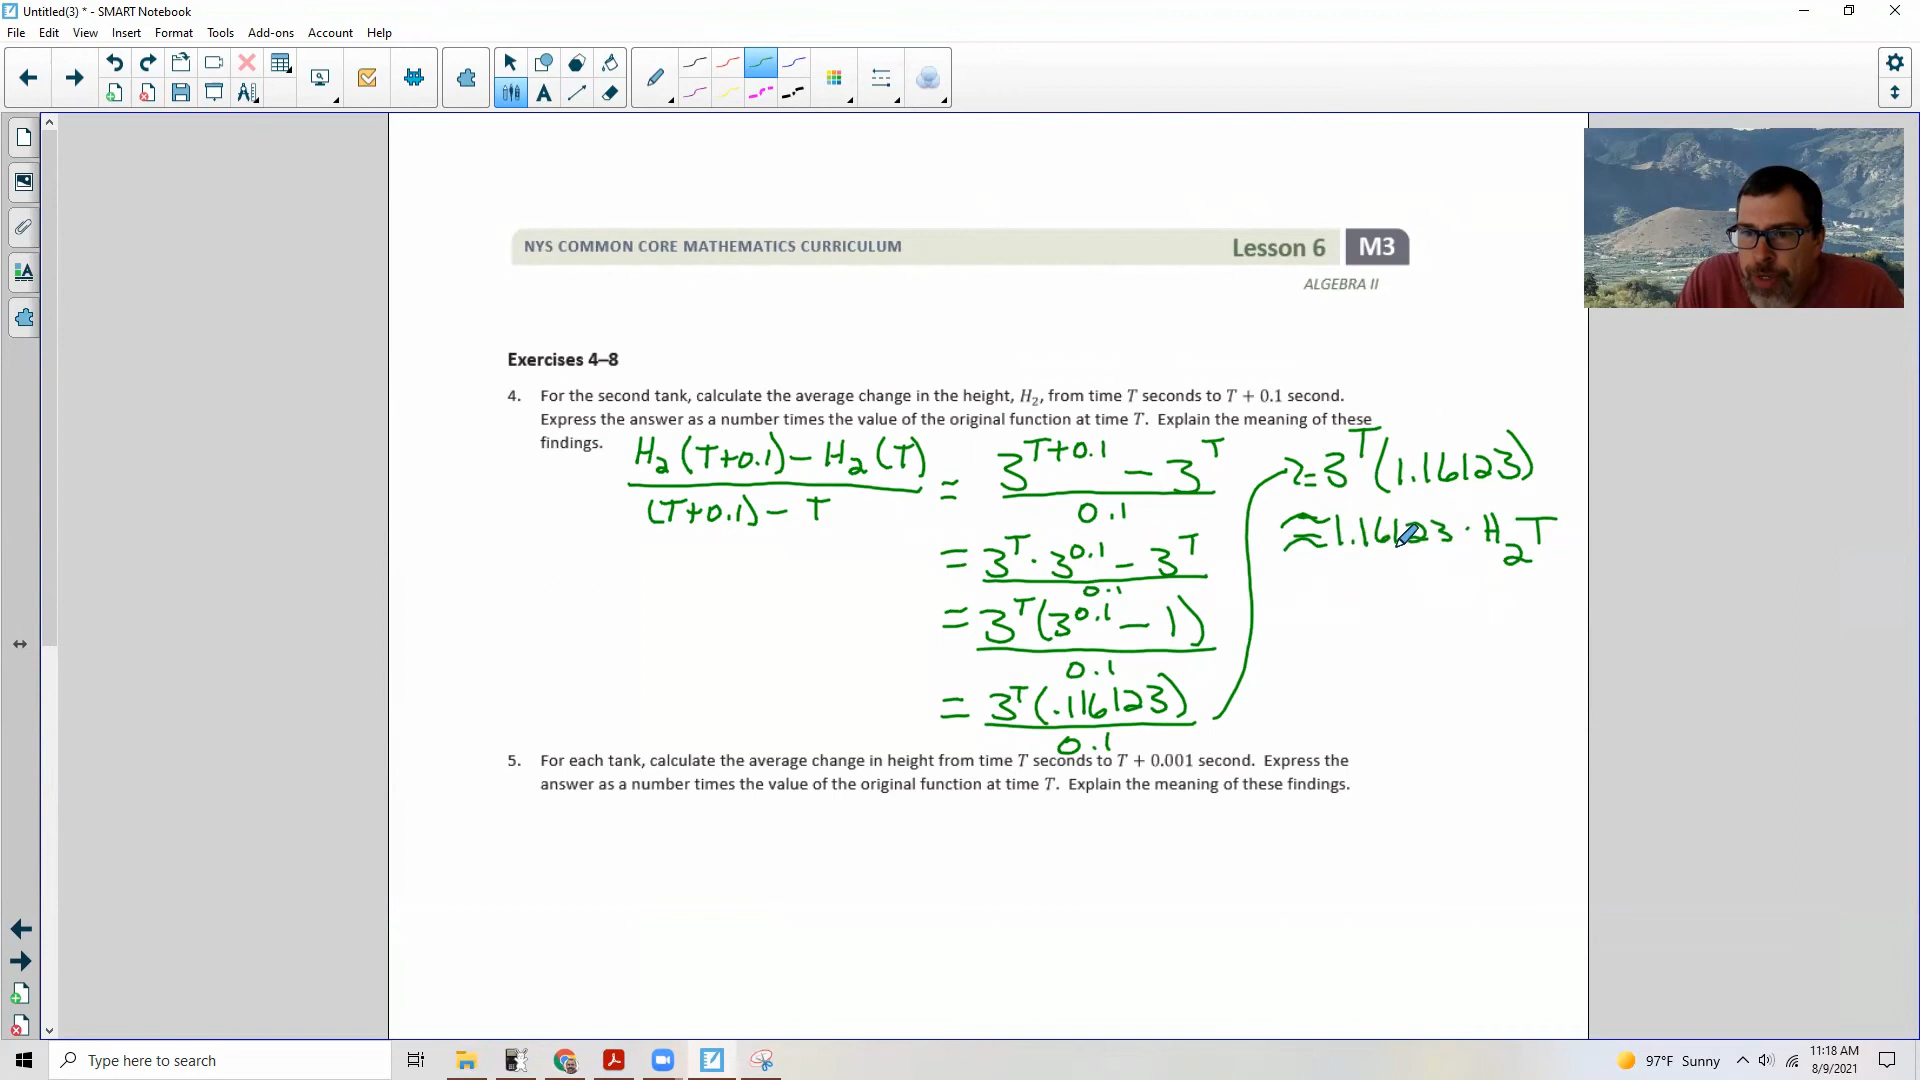 Untitled(3) * - SMART Notebook
File Edit View Insert Format Tools Add-ons Account Help
NYS COMMON CORE MATHEMATICS CURRICULUM Lesson 6 M3
ALGEBRA II
Exercises 4–8
4. For the second tank, calculate the average change in the height, H₂, from time T seconds to T + 0.1 second.
Express the answer as a number times the value of the original function at time T. Explain the meaning of these
findings.
H₂(T+0.1) − H₂(T)
(T+0.1) − T
= 3^(T+0.1) − 3^T
0.1
= 3^T · 3^0.1 − 3^T
0.1
= 3^T(3^0.1 − 1)
0.1
= 3^T(.116123)
0.1
= 3^T(1.16123)
≈ 1.16123 · H₂T
5. For each tank, calculate the average change in height from time T seconds to T + 0.001 second. Express the
answer as a number times the value of the original function at time T. Explain the meaning of these findings.
Type here to search
97°F Sunny
11:18 AM
8/9/2021